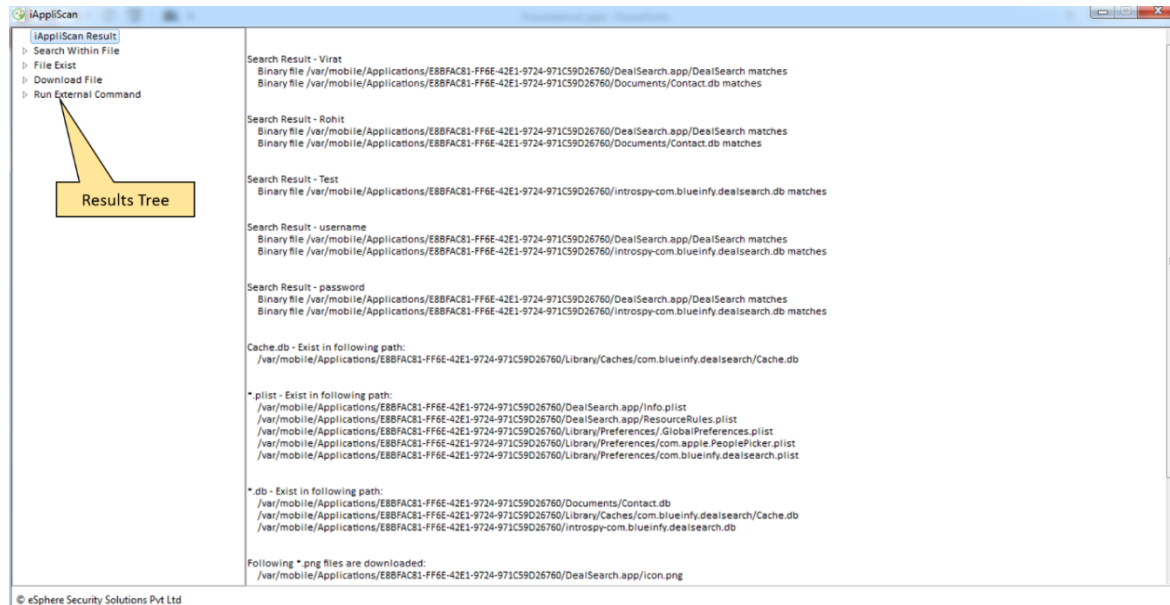 iAppliScan
iAppliScan Result
Search Within File
File Exist
Download File
Run External Command
Results Tree
Search Result - Virat
Binary file /var/mobile/Applications/E8BFAC81-FF6E-42E1-9724-971C59D26760/DealSearch.app/DealSearch matches
Binary file /var/mobile/Applications/E8BFAC81-FF6E-42E1-9724-971C59D26760/Documents/Contact.db matches
Search Result - Rohit
Binary file /var/mobile/Applications/E8BFAC81-FF6E-42E1-9724-971C59D26760/DealSearch.app/DealSearch matches
Binary file /var/mobile/Applications/E8BFAC81-FF6E-42E1-9724-971C59D26760/Documents/Contact.db matches
Search Result - Test
Binary file /var/mobile/Applications/E8BFAC81-FF6E-42E1-9724-971C59D26760/introspy-com.blueinfy.dealsearch.db matches
Search Result - username
Binary file /var/mobile/Applications/E8BFAC81-FF6E-42E1-9724-971C59D26760/DealSearch.app/DealSearch matches
Binary file /var/mobile/Applications/E8BFAC81-FF6E-42E1-9724-971C59D26760/introspy-com.blueinfy.dealsearch.db matches
Search Result - password
Binary file /var/mobile/Applications/E8BFAC81-FF6E-42E1-9724-971C59D26760/DealSearch.app/DealSearch matches
Binary file /var/mobile/Applications/E8BFAC81-FF6E-42E1-9724-971C59D26760/introspy-com.blueinfy.dealsearch.db matches
Cache.db - Exist in following path:
/var/mobile/Applications/E8BFAC81-FF6E-42E1-9724-971C59D26760/Library/Caches/com.blueinfy.dealsearch/Cache.db
*.plist - Exist in following path:
/var/mobile/Applications/E8BFAC81-FF6E-42E1-9724-971C59D26760/DealSearch.app/Info.plist
/var/mobile/Applications/E8BFAC81-FF6E-42E1-9724-971C59D26760/DealSearch.app/ResourceRules.plist
/var/mobile/Applications/E8BFAC81-FF6E-42E1-9724-971C59D26760/Library/Preferences/.GlobalPreferences.plist
/var/mobile/Applications/E8BFAC81-FF6E-42E1-9724-971C59D26760/Library/Preferences/com.apple.PeoplePicker.plist
/var/mobile/Applications/E8BFAC81-FF6E-42E1-9724-971C59D26760/Library/Preferences/com.blueinfy.dealsearch.plist
*.db - Exist in following path:
/var/mobile/Applications/E8BFAC81-FF6E-42E1-9724-971C59D26760/Documents/Contact.db
/var/mobile/Applications/E8BFAC81-FF6E-42E1-9724-971C59D26760/Library/Caches/com.blueinfy.dealsearch/Cache.db
/var/mobile/Applications/E8BFAC81-FF6E-42E1-9724-971C59D26760/introspy-com.blueinfy.dealsearch.db
Following *.png files are downloaded:
/var/mobile/Applications/E8BFAC81-FF6E-42E1-9724-971C59D26760/DealSearch.app/icon.png
© eSphere Security Solutions Pvt Ltd